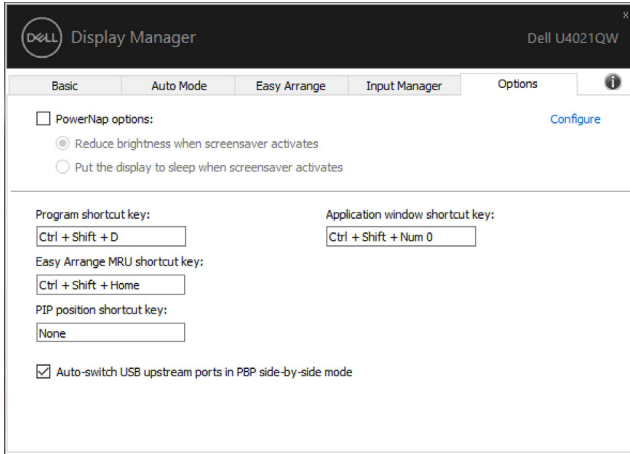 DELL Display Manager
Dell U4021QW
x
Basic Auto Mode Easy Arrange Input Manager Options i
PowerNap options:
Configure
Reduce brightness when screensaver activates
Put the display to sleep when screensaver activates
Program shortcut key:
Application window shortcut key:
Ctrl + Shift + D
Ctrl + Shift + Num 0
Easy Arrange MRU shortcut key:
Ctrl + Shift + Home
PIP position shortcut key:
None
Auto-switch USB upstream ports in PBP side-by-side mode